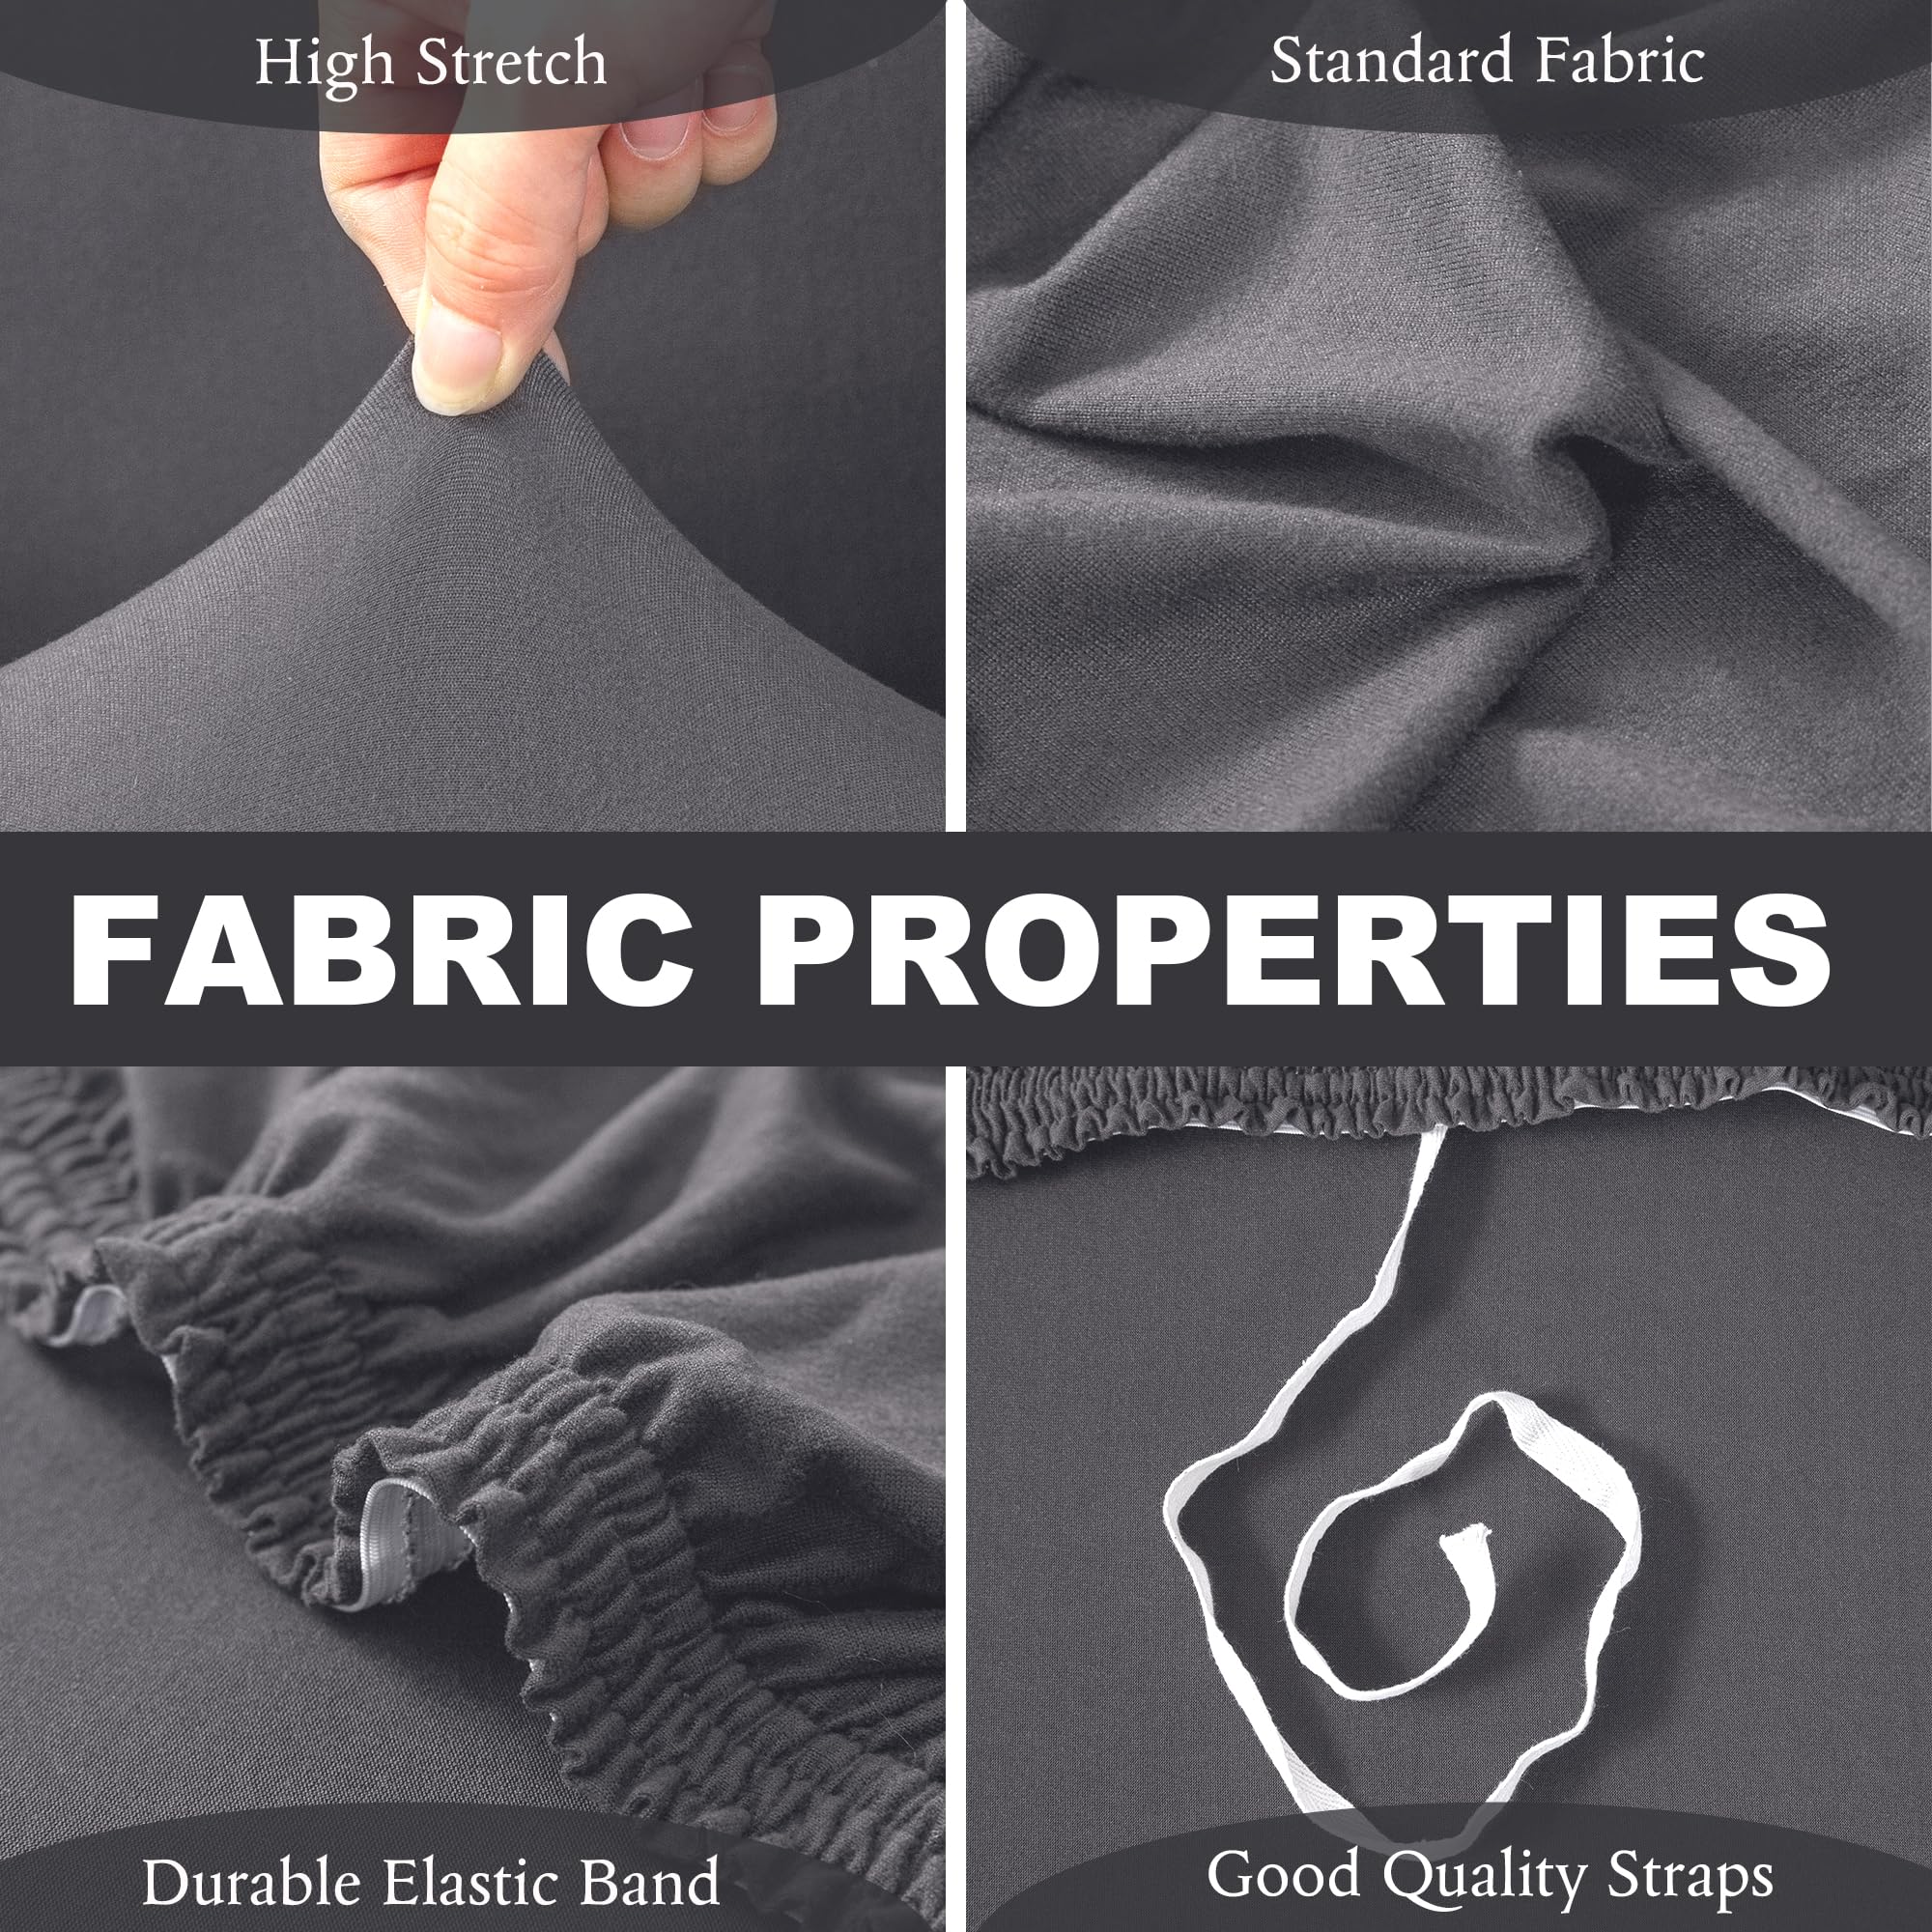 High Stretch
Standard Fabric
FABRIC PROPERTIES
Durable Elastic Band
Good Quality Straps